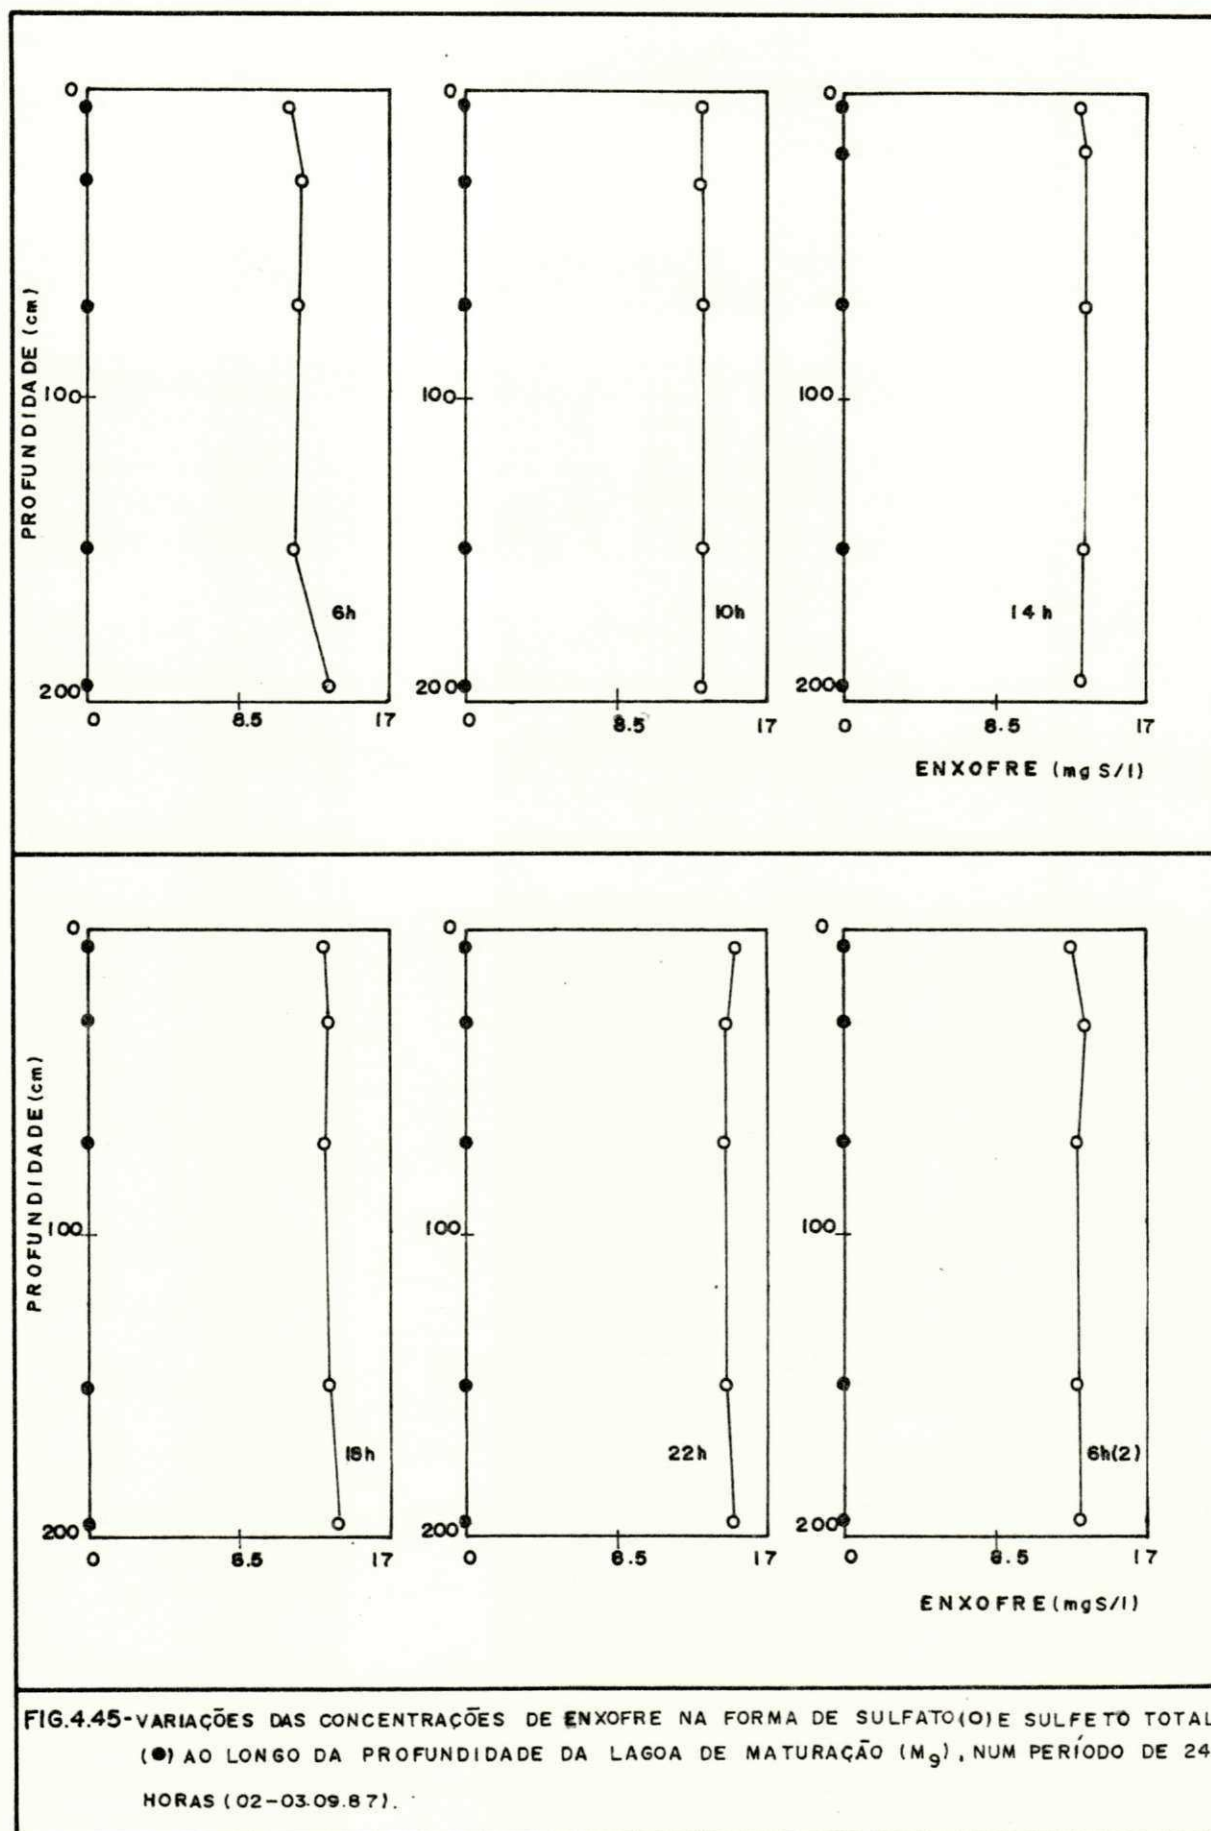 0 0 0
PROFUNDIDADE (cm)
100 100 100
6h 10h 14h
200 200 200
0 8.5 17 0 8.5 17 0 8.5 17
ENXOFRE (mg S/l)
0 0 0
PROFUNDIDADE (cm)
100 100 100
18h 22h 6h(2)
200 200 200
0 8.5 17 0 8.5 17 0 8.5 17
ENXOFRE (mg S/l)
FIG.4.45-VARIAÇÕES DAS CONCENTRAÇÕES DE ENXOFRE NA FORMA DE SULFATO(O) E SULFETO TOTAL
(●) AO LONGO DA PROFUNDIDADE DA LAGOA DE MATURAÇÃO (M9), NUM PERÍODO DE 24
HORAS (02-03.09.87).